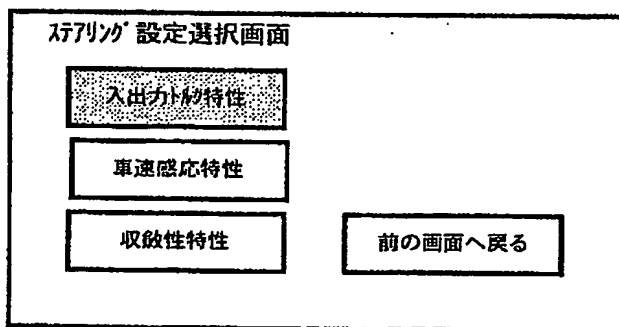 ステアリング設定選択画面
入出力トルク特性
車速感応特性
収斂性特性
前の画面へ戻る